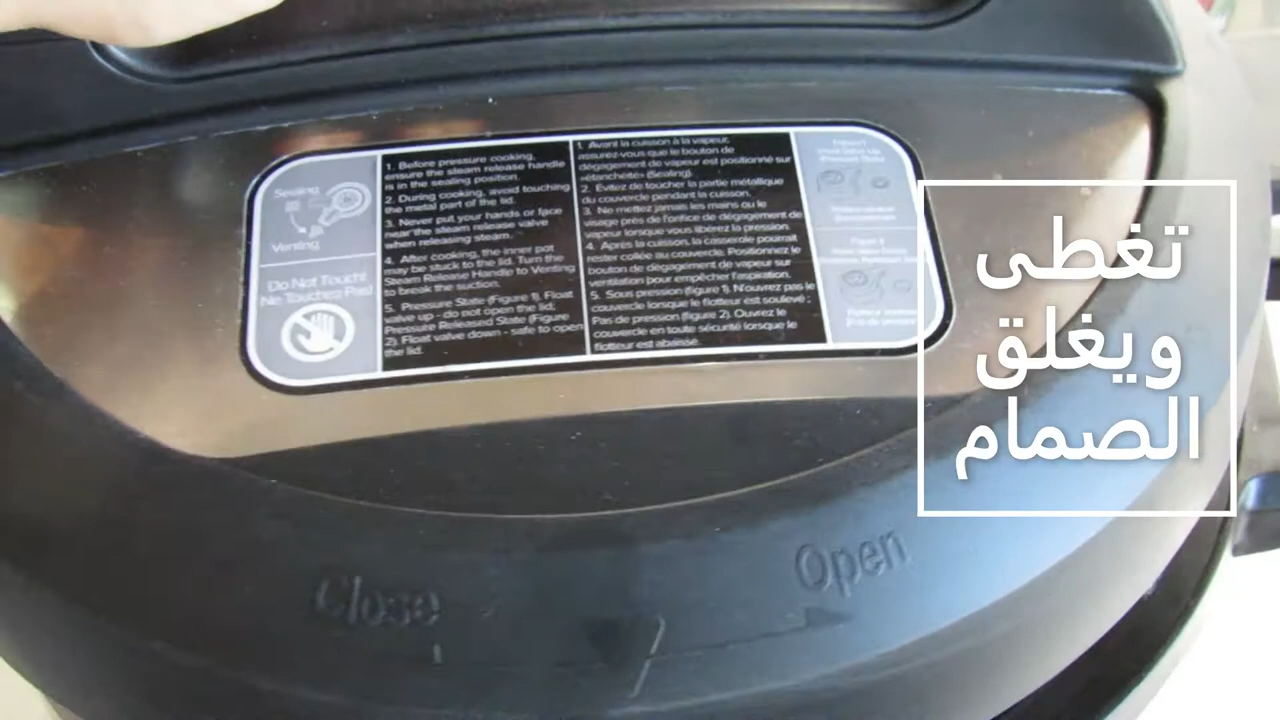 Sealing
Venting
Do Not Touch!
Ne Touchez Pas!
1. Before pressure cooking,
ensure the steam release handle
is in the sealing position.
2. During cooking, avoid touching
the metal part of the lid.
3. Never put your hands or face
near the steam release valve
when releasing steam.
4. After cooking, the inner pot
may be stuck to the lid. Turn the
Steam Release Handle to Venting
to break the suction.
5. Pressure State (Figure 1). Float
valve up - do not open the lid.
Pressure Released State (Figure
2). Float valve down - safe to open
the lid.
1. Avant la cuisson à la vapeur,
assurez-vous que le bouton de
dégagement de vapeur est positionné sur
«étanchéité» (Sealing).
2. Évitez de toucher la partie métallique
du couvercle pendant la cuisson.
3. Ne mettez jamais les mains ou le
visage près de l'orifice de dégagement de
vapeur lorsque vous libérez la pression.
4. Après la cuisson, la casserole pourrait
rester collée au couvercle. Positionnez le
bouton de dégagement de vapeur sur
ventilation pour empêcher l'aspiration.
5. Sous pression (figure 1). N'ouvrez pas le
couvercle lorsque le flotteur est soulevé ;
Pas de pression (figure 2). Ouvrez le
couvercle en toute sécurité lorsque le
flotteur est abaissé.
تغطى
ويغلق
الصمام
Close
Open